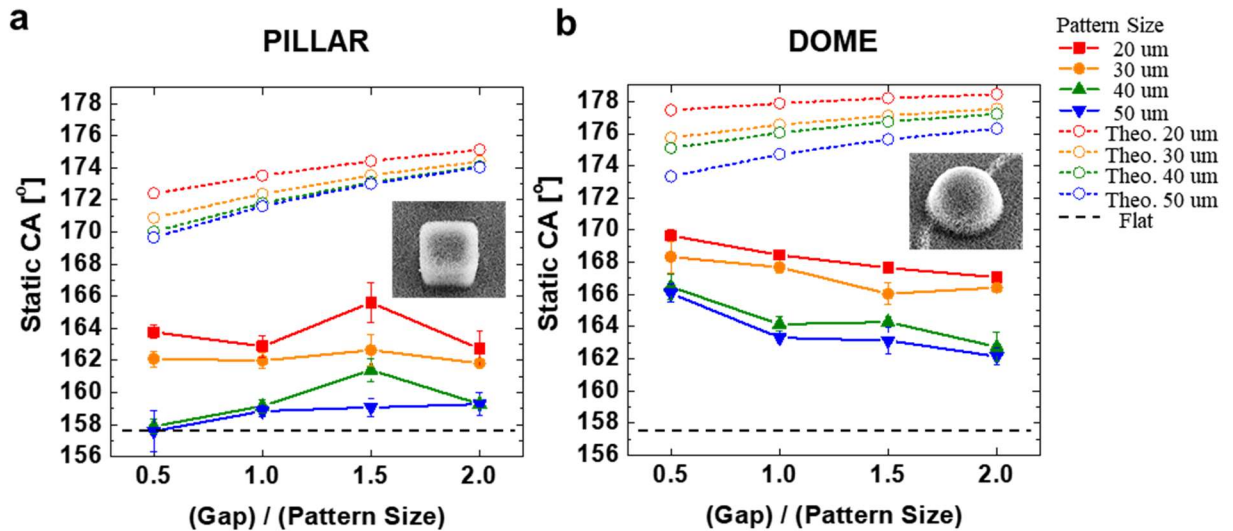 a
PILLAR
Static CA [°]
178
176
174
172
170
168
166
164
162
160
158
156
0.5 1.0 1.5 2.0
(Gap) / (Pattern Size)
b
DOME
Static CA [°]
178
176
174
172
170
168
166
164
162
160
158
156
0.5 1.0 1.5 2.0
(Gap) / (Pattern Size)
Pattern Size
20 um
30 um
40 um
50 um
Theo. 20 um
Theo. 30 um
Theo. 40 um
Theo. 50 um
Flat